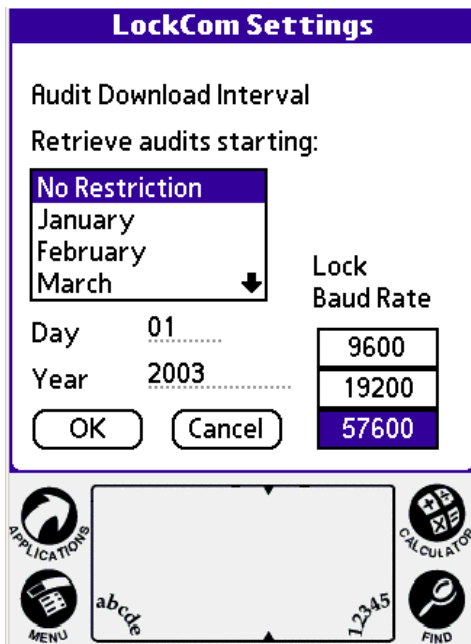 LockCom Settings
Audit Download Interval
Retrieve audits starting:
No Restriction
January
February
March
Lock
Baud Rate
Day 01
9600
Year 2003
19200
OK Cancel 57600
APPLICATIONS
CALCULATOR
abcde
12345
MENU
FIND